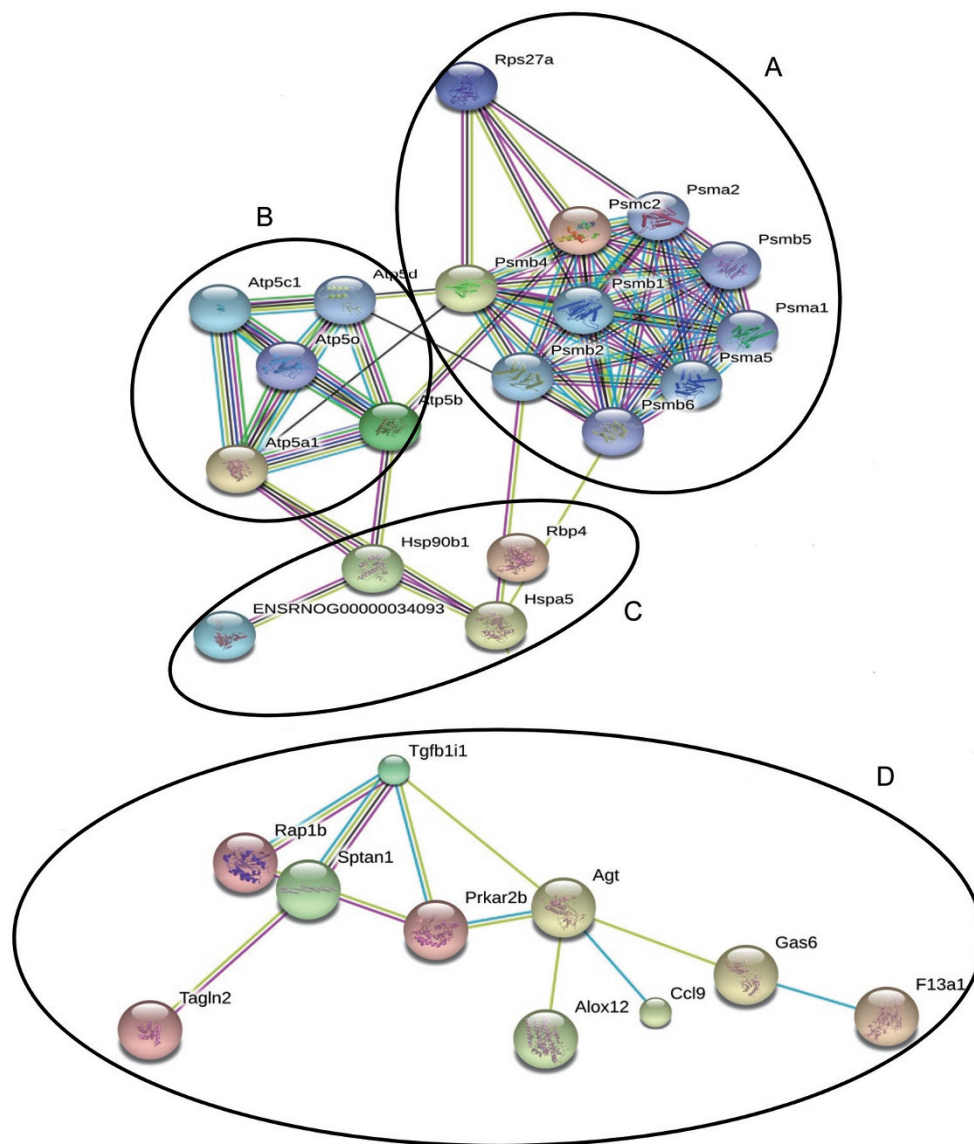 Rps27a
A
Psma2
Psmc2
B
Psmb5
Atp5c1
Atp5d
Psmb4
Psmb1
Psma1
Atp5o
Psmb2
Psma5
Atp5b
Psmb6
Atp5a1
Hsp90b1
Rbp4
ENSRNOG00000034093
Hspa5
C
Tgfb1i1
D
Rap1b
Sptan1
Agt
Prkar2b
Gas6
Tagln2
Alox12
Ccl9
F13a1